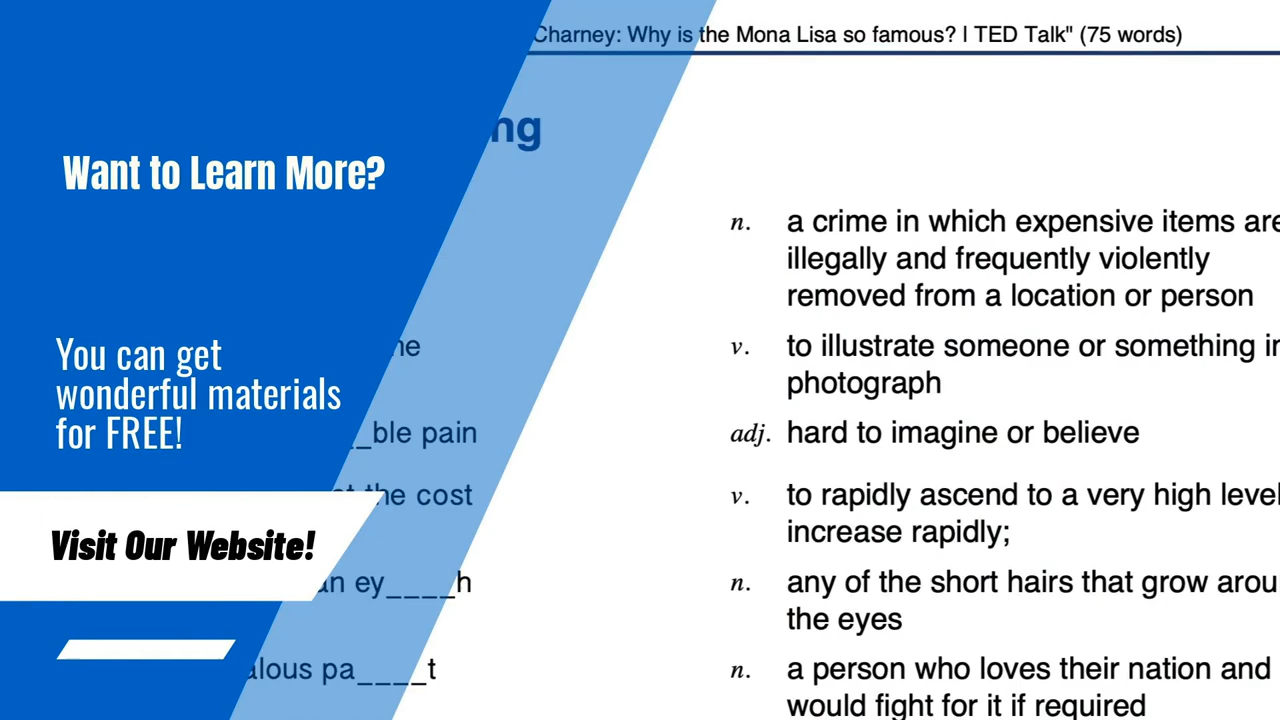 Charney: Why is the Mona Lisa so famous? | TED Talk" (75 words)
ng
Want to Learn More?
You can get
wonderful materials
for FREE!
Visit Our Website!
n. a crime in which expensive items are
illegally and frequently violently
removed from a location or person
he v. to illustrate someone or something in
photograph
_ble pain adj. hard to imagine or believe
the cost v. to rapidly ascend to a very high level
increase rapidly;
an ey____h n. any of the short hairs that grow arou
the eyes
alous pa____t n. a person who loves their nation and
would fight for it if required